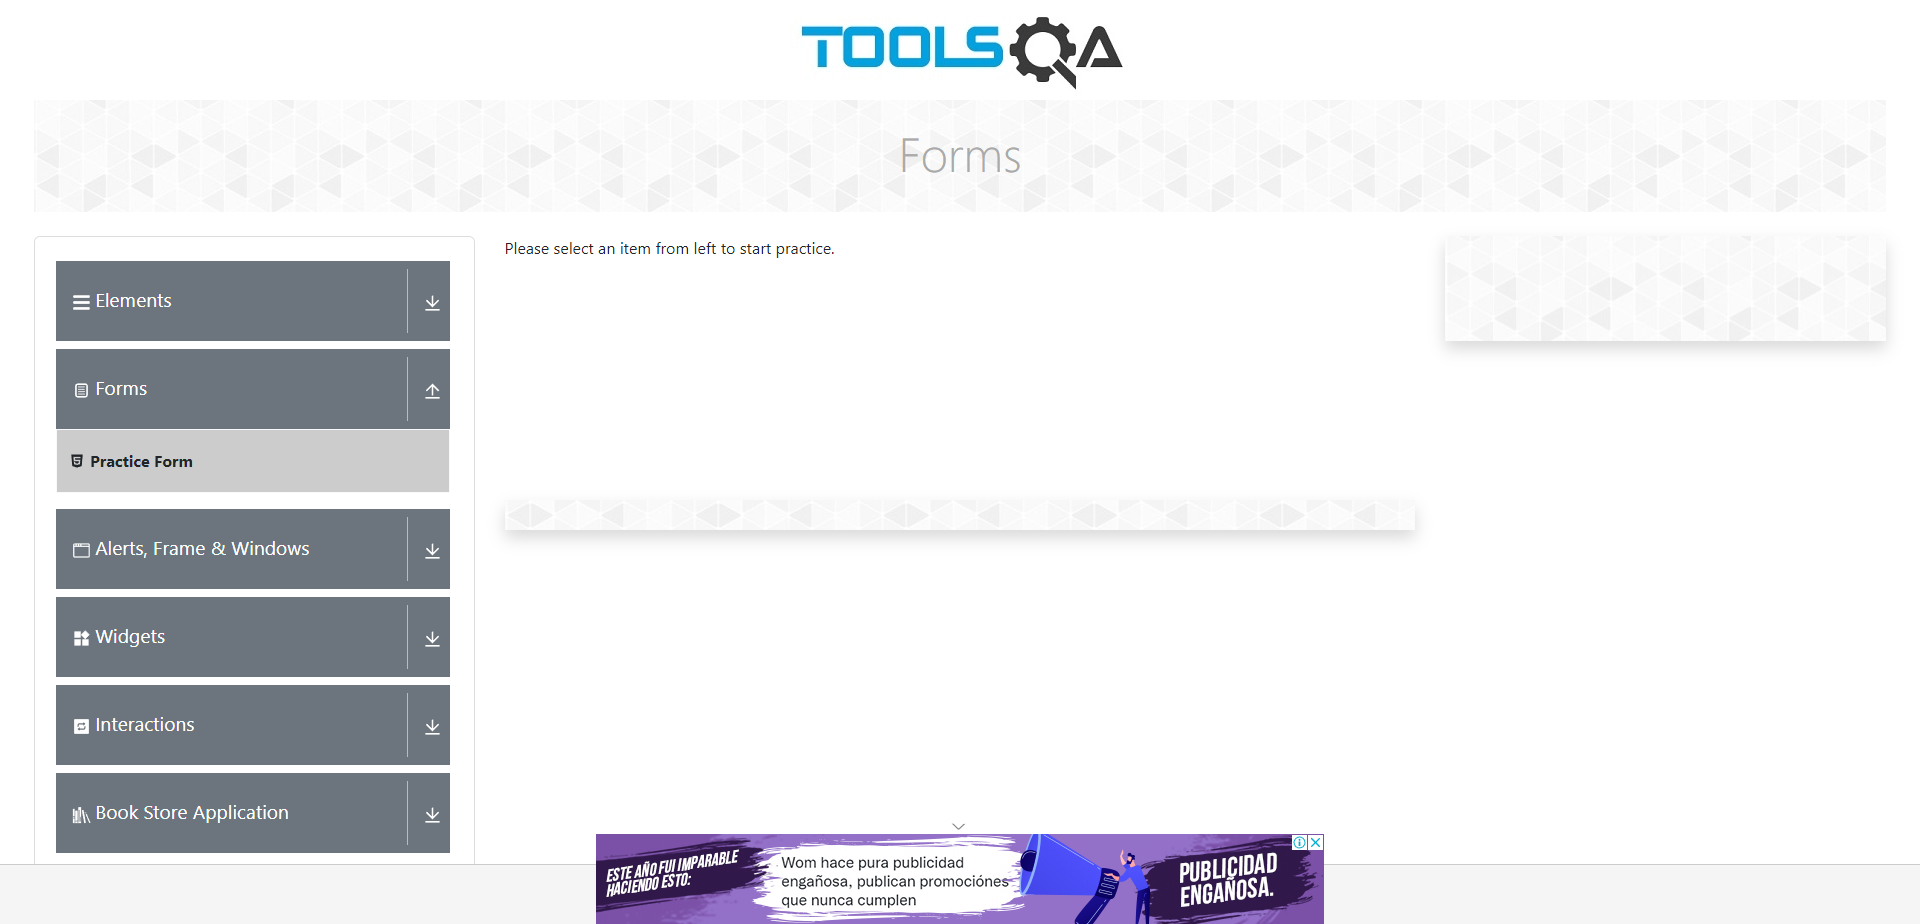 TOOLSQA
Forms
Please select an item from left to start practice.
Elements
Forms
Practice Form
Alerts, Frame & Windows
Widgets
Interactions
Book Store Application
ESTE AÑO FUI IMPARABLE
HACIENDO ESTO:
Wom hace pura publicidad
engañosa, publican promociónes
que nunca cumplen
PUBLICIDAD
ENGAÑOSA.